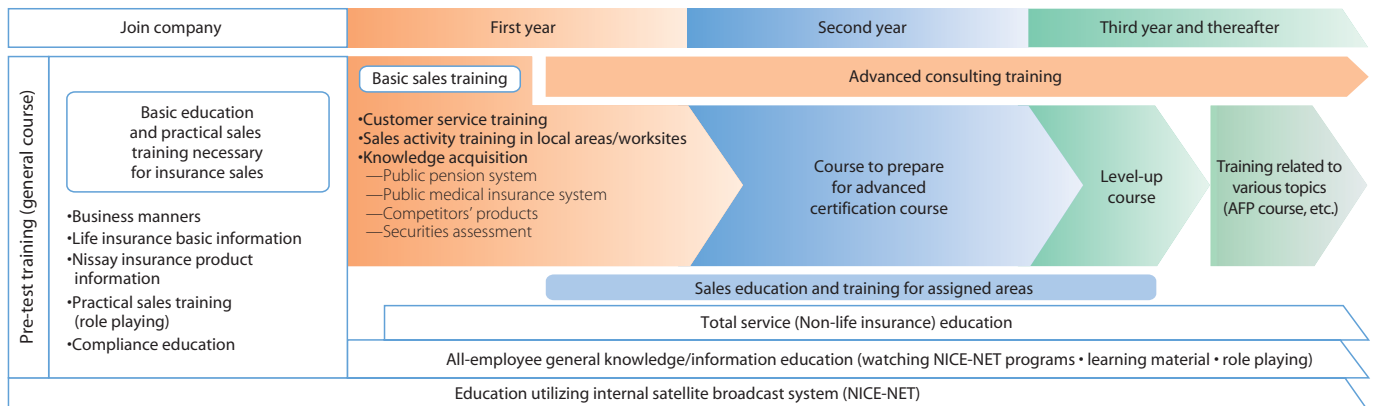 Join company
First year
Second year
Third year and thereafter
Pre-test training (general course)
Basic education
and practical sales
training necessary
for insurance sales
•Business manners
•Life insurance basic information
•Nissay insurance product
information
•Practical sales training
(role playing)
•Compliance education
Basic sales training
Advanced consulting training
•Customer service training
•Sales activity training in local areas/worksites
•Knowledge acquisition
—Public pension system
—Public medical insurance system
—Competitors’ products
—Securities assessment
Course to prepare
for advanced
certification course
Level-up
course
Training related to
various topics
(AFP course, etc.)
Sales education and training for assigned areas
Total service (Non-life insurance) education
All-employee general knowledge/information education (watching NICE-NET programs • learning material • role playing)
Education utilizing internal satellite broadcast system (NICE-NET)